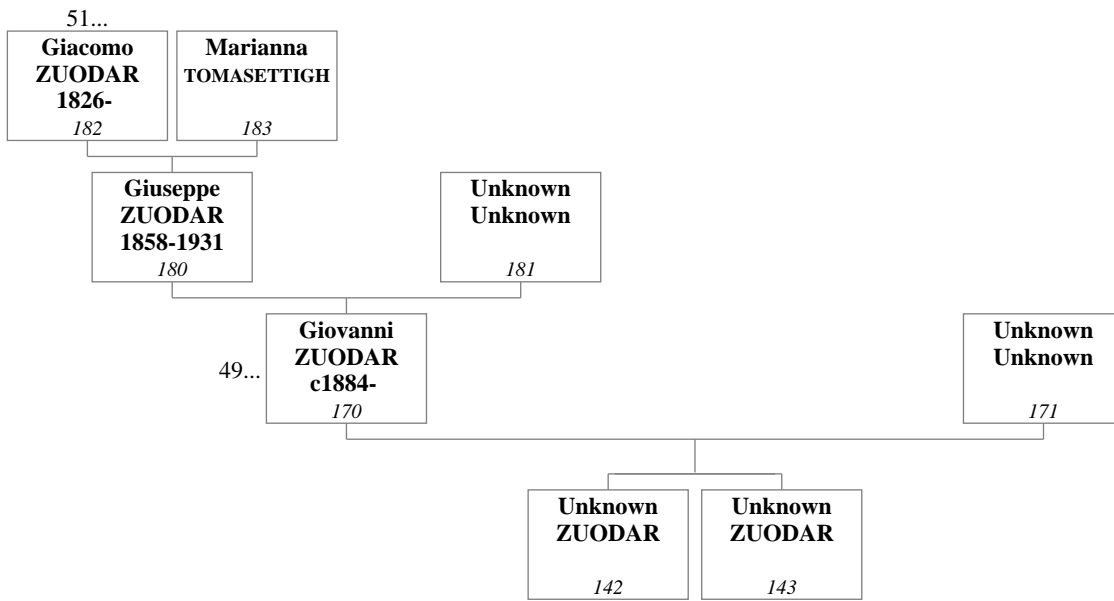 51...
Giacomo
ZUODAR
1826-
182
Marianna
TOMASETTIGH
183
Giuseppe
ZUODAR
1858-1931
180
Unknown
Unknown
181
49...
Giovanni
ZUODAR
c1884-
170
Unknown
Unknown
171
Unknown
ZUODAR
142
Unknown
ZUODAR
143